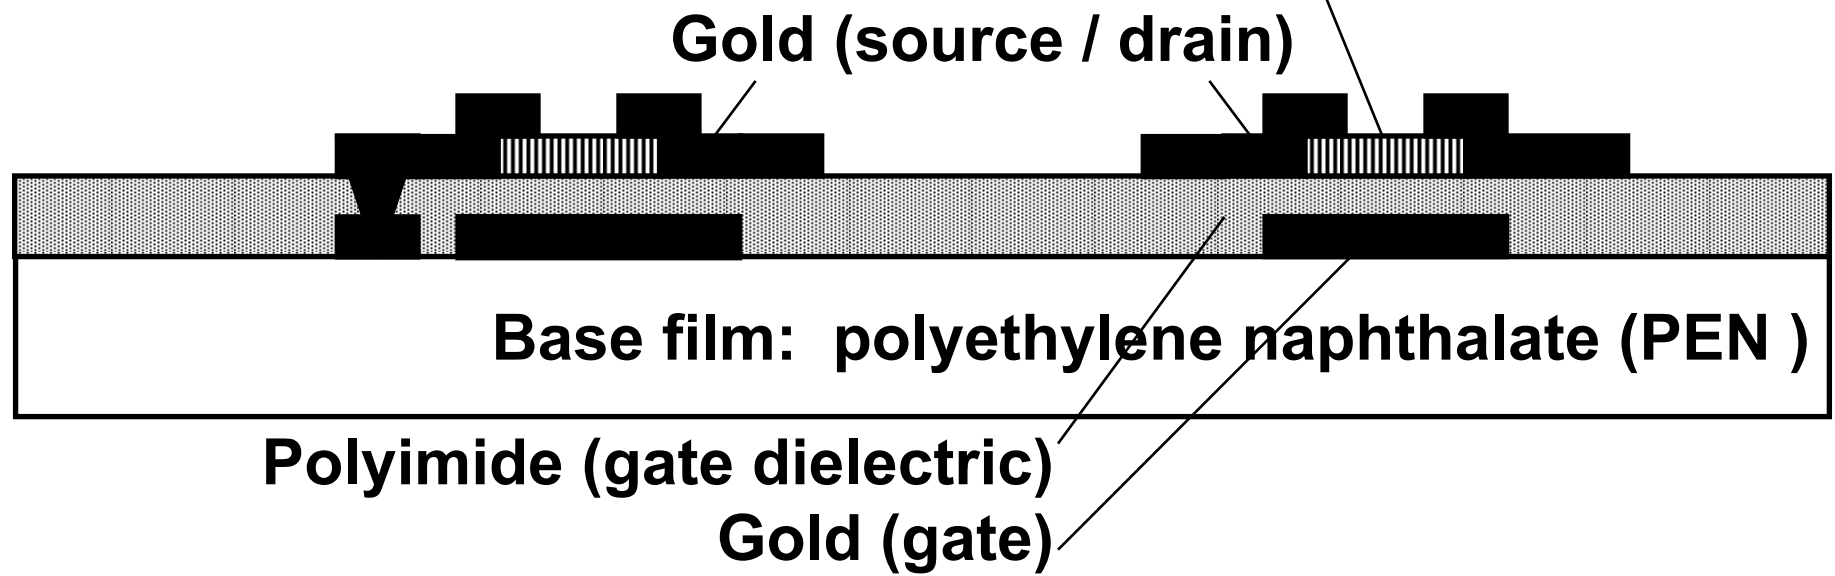 Gold (source / drain)
Base film: polyethylene naphthalate (PEN )
Polyimide (gate dielectric)
Gold (gate)